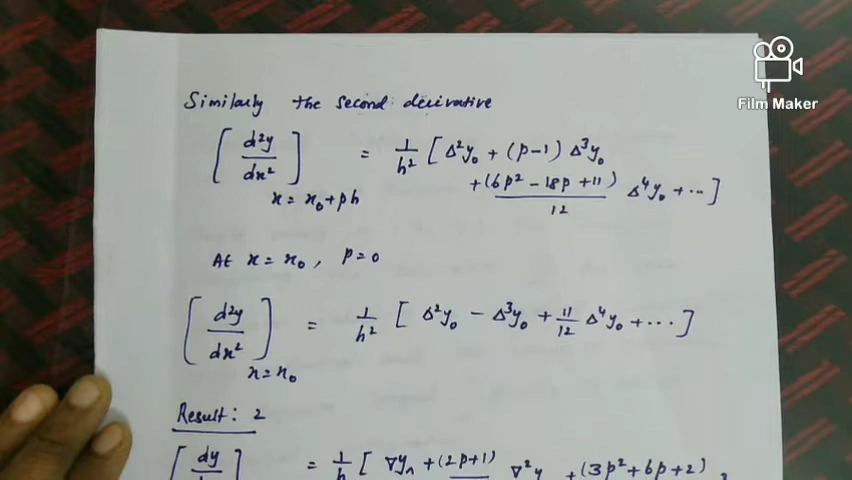 Film Maker
Similarly the second derivative
[d²y/dx²] x = x₀+ph = 1/h² [Δ²y₀ + (p-1) Δ³y₀
+(6p² - 18p + 11)/12 Δ⁴y₀ + ...]
At x = x₀, p=0
[d²y/dx²] x=x₀ = 1/h² [Δ²y₀ - Δ³y₀ + 11/12 Δ⁴y₀ + ...]
Result: 2
[dy = 1/h [∇yₙ + (2p+1) ∇²y + (3p²+6p+2)